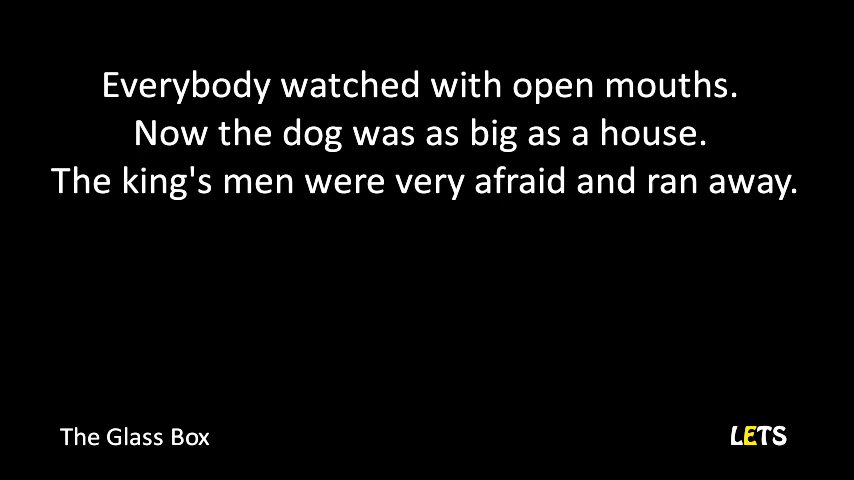 Everybody watched with open mouths.
Now the dog was as big as a house.
The king's men were very afraid and ran away.
The Glass Box
LETS